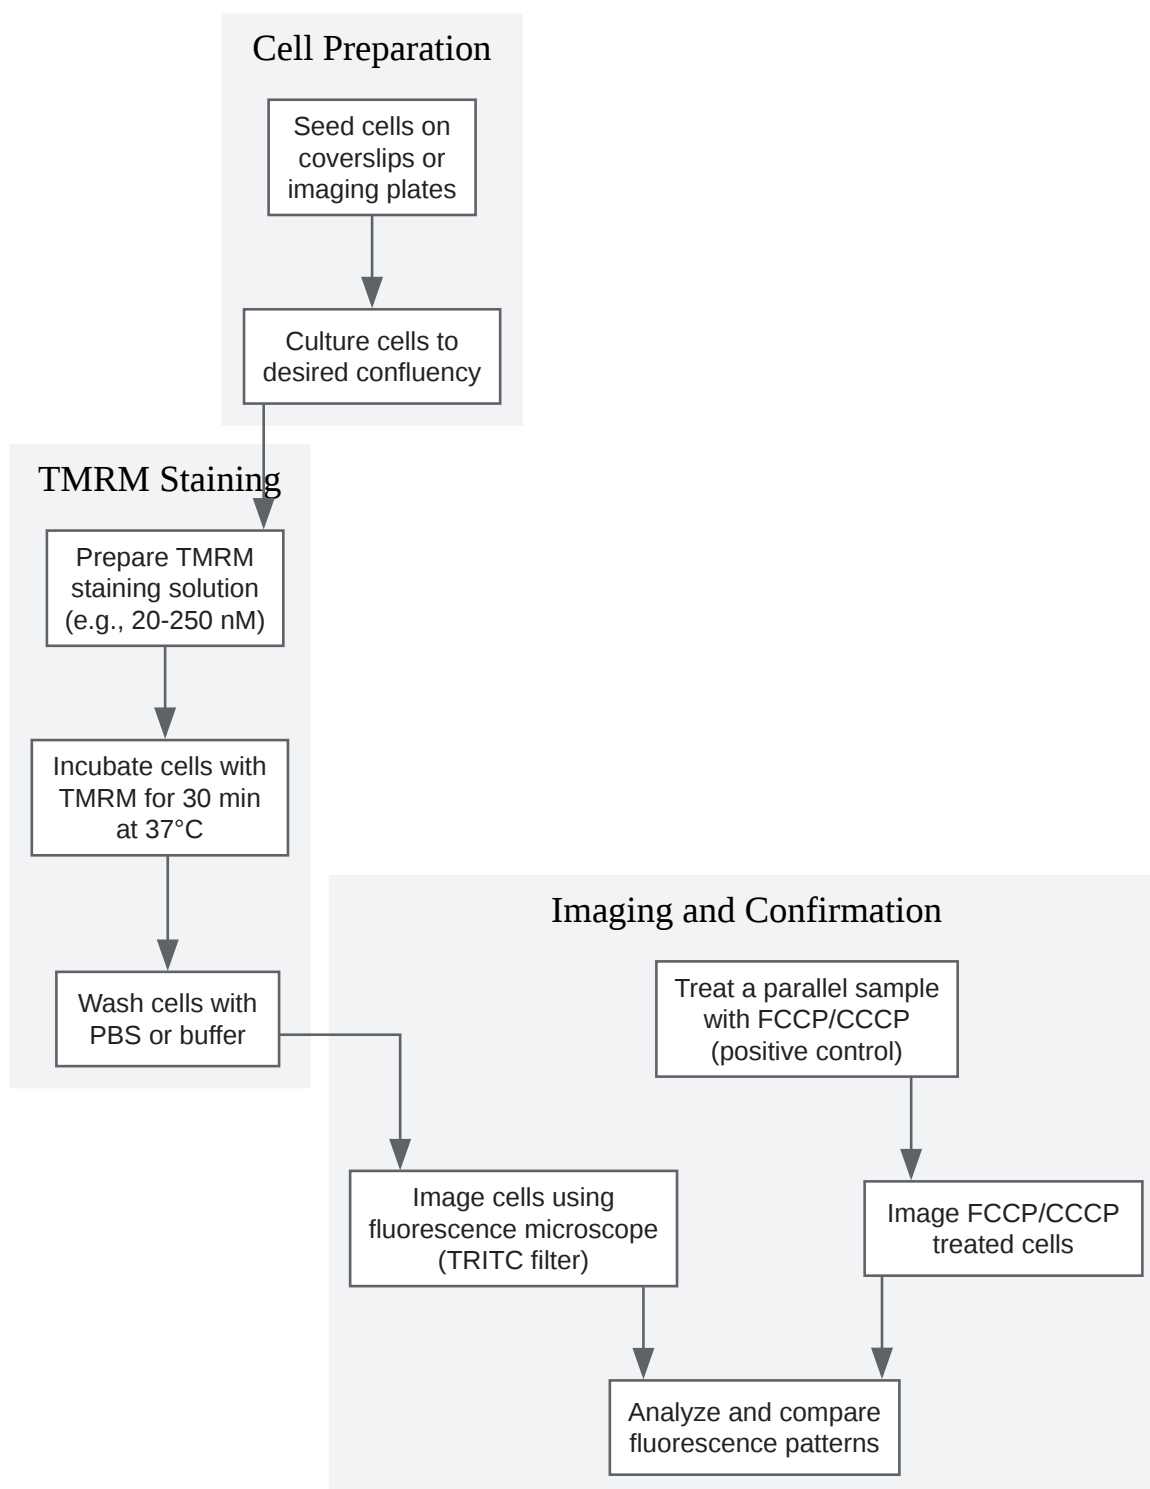 Cell Preparation
Seed cells on
coverslips or
imaging plates
Culture cells to
desired confluency
TMRM Staining
Prepare TMRM
staining solution
(e.g., 20-250 nM)
Incubate cells with
TMRM for 30 min
at 37°C
Wash cells with
PBS or buffer
Imaging and Confirmation
Treat a parallel sample
with FCCP/CCCP
(positive control)
Image cells using
fluorescence microscope
(TRITC filter)
Image FCCP/CCCP
treated cells
Analyze and compare
fluorescence patterns